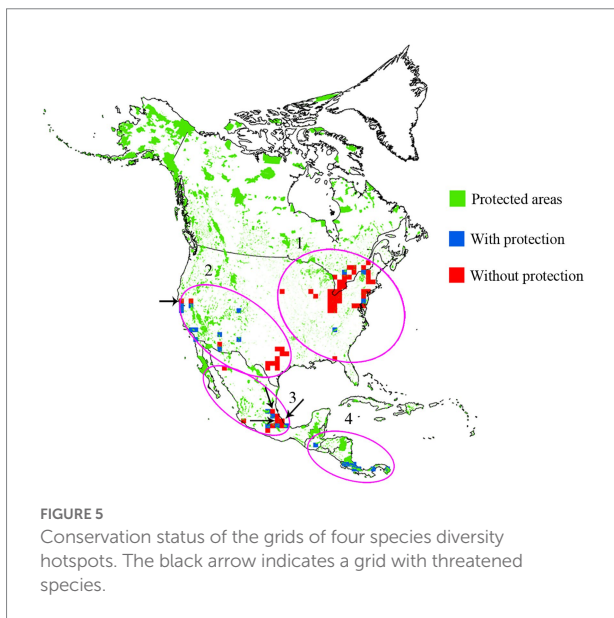 1
2
3
4
Protected areas
With protection
Without protection
FIGURE 5
Conservation status of the grids of four species diversity
hotspots. The black arrow indicates a grid with threatened
species.